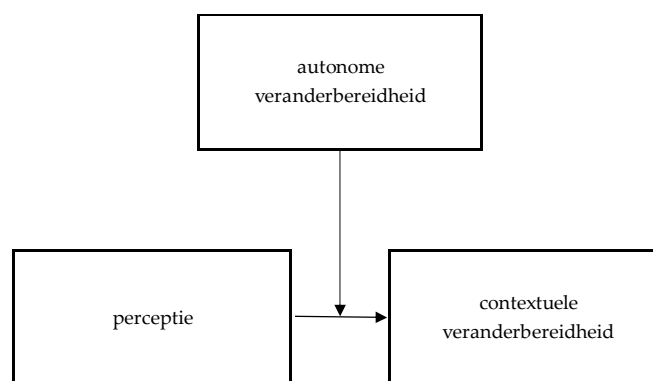 autonome
veranderbereidheid
perceptie
contextuele
veranderbereidheid